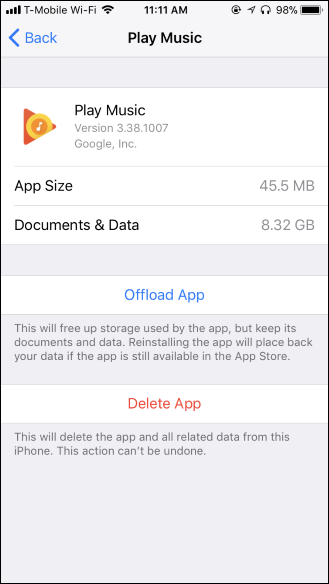 T-Mobile Wi-Fi 11:11 AM 98%
Back Play Music
Play Music
Version 3.38.1007
Google, Inc.
App Size 45.5 MB
Documents & Data 8.32 GB
Offload App
This will free up storage used by the app, but keep its
documents and data. Reinstalling the app will place back
your data if the app is still available in the App Store.
Delete App
This will delete the app and all related data from this
iPhone. This action can't be undone.